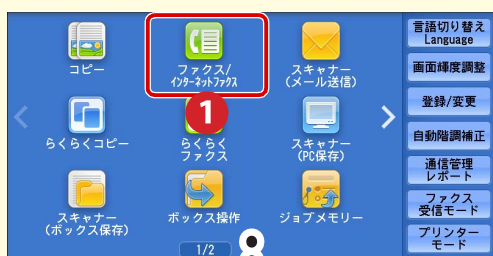 コピー
ファクス/
インターネットファクス
スキャナー
(メール送信)
1
らくらくコピー
らくらく
ファクス
スキャナー
(PC保存)
スキャナー
(ボックス保存)
ボックス操作
ジョブメモリー
1/2
言語切り替え
Language
画面輝度調整
登録/変更
自動階調補正
通信管理
レポート
ファクス
受信モード
プリンター
モード